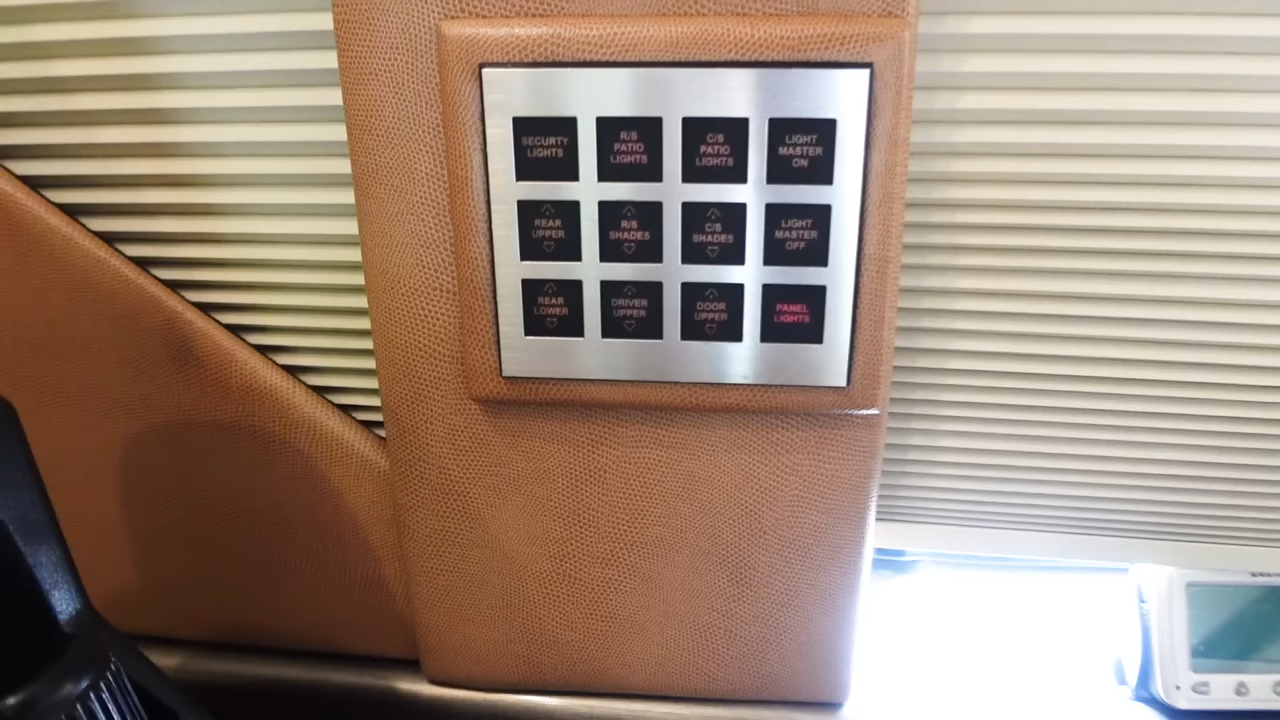 SECURTY
LIGHTS
R/S
PATIO
LIGHTS
C/S
PATIO
LIGHTS
LIGHT
MASTER
ON
REAR
UPPER
R/S
SHADES
C/S
SHADES
LIGHT
MASTER
OFF
REAR
LOWER
DRIVER
UPPER
DOOR
UPPER
PANEL
LIGHTS